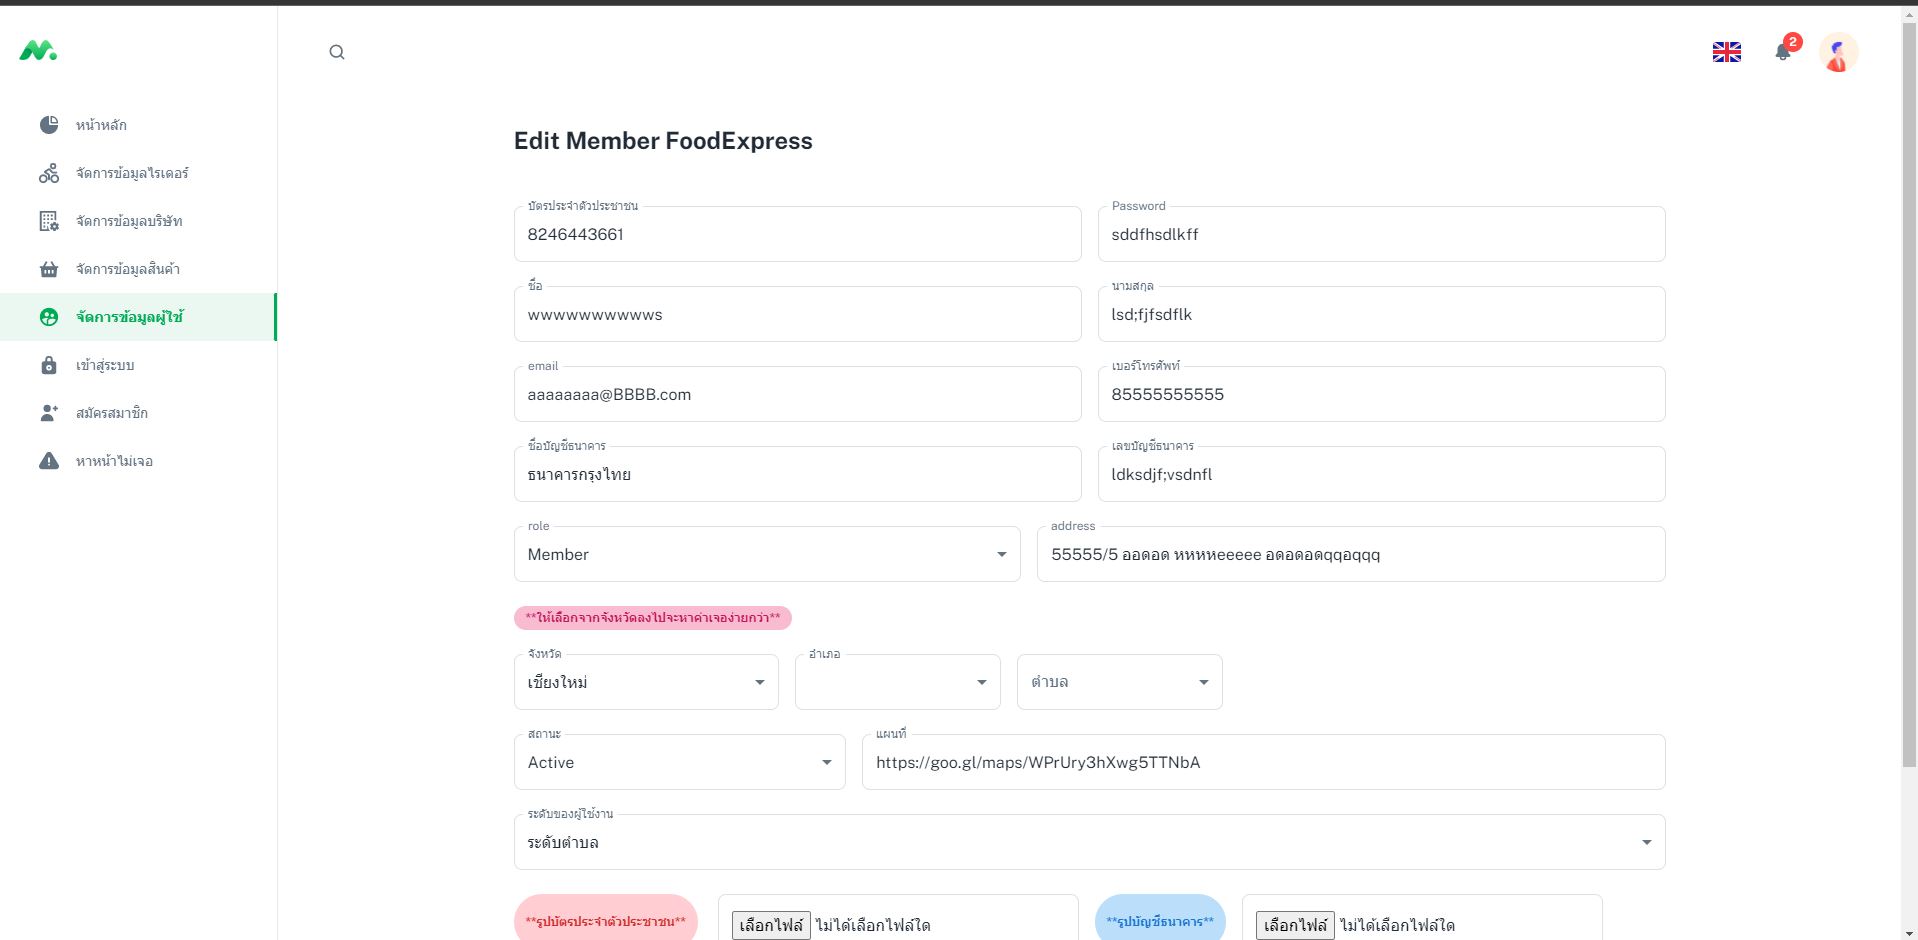 2
หน้าหลัก
จัดการข้อมูลไรเดอร์
จัดการข้อมูลบริษัท
จัดการข้อมูลสินค้า
จัดการข้อมูลผู้ใช้
เข้าสู่ระบบ
สมัครสมาชิก
หาหน้าไม่เจอ
Edit Member FoodExpress
บัตรประจำตัวประชาชน
8246443661
Password
sddfhsdlkff
ชื่อ
wwwwwwwwwws
นามสกุล
lsd;fjfsdflk
email
aaaaaaaa@BBBB.com
เบอร์โทรศัพท์
85555555555
ชื่อบัญชีธนาคาร
ธนาคารกรุงไทย
เลขบัญชีธนาคาร
ldksdjf;vsdnfl
role
Member
address
55555/5 ออดอด หหหหeeeee อดอดอดqqอqqq
**ให้เลือกจากจังหวัดลงไปจะหาค่าเจอง่ายกว่า**
จังหวัด
เชียงใหม่
อำเภอ
ตำบล
สถานะ
Active
แผนที่
https://goo.gl/maps/WPrUry3hXwg5TTNbA
ระดับของผู้ใช้งาน
ระดับตำบล
**รูปบัตรประจำตัวประชาชน**
เลือกไฟล์ ไม่ได้เลือกไฟล์ใด
**รูปบัญชีธนาคาร**
เลือกไฟล์ ไม่ได้เลือกไฟล์ใด